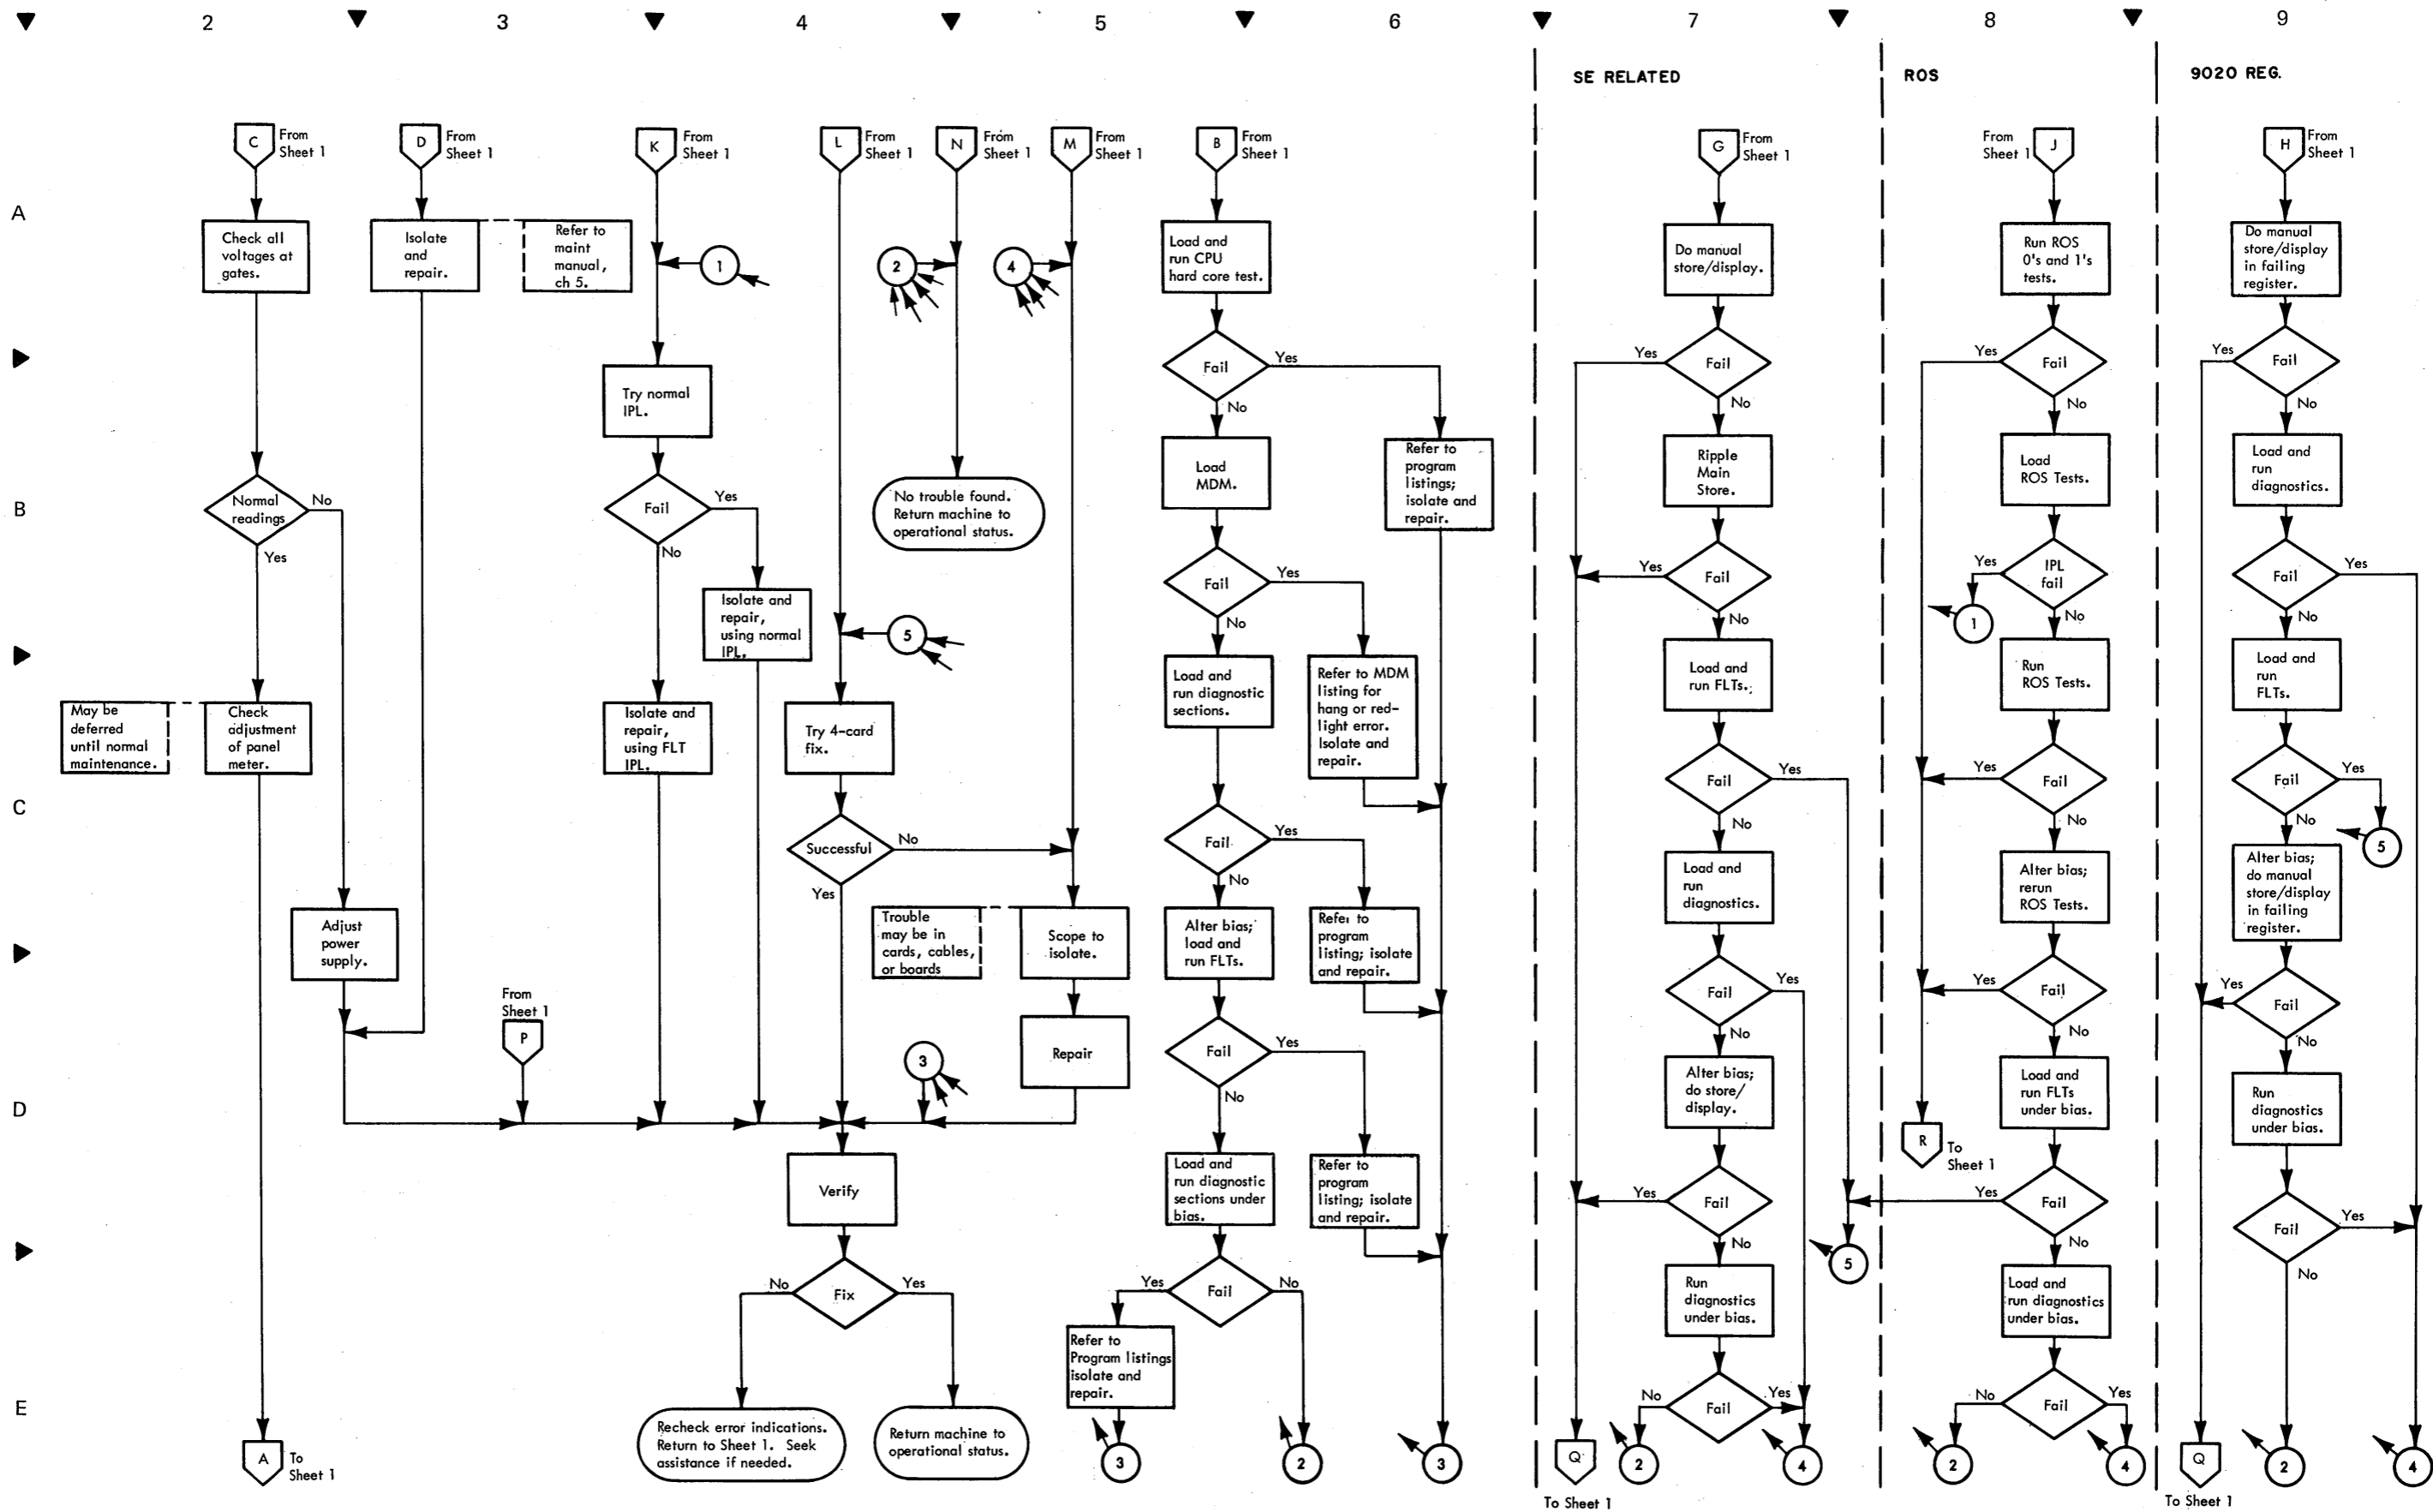 2 3 4 5 6 7 8 9
SE RELATED
ROS
9020 REG.
A
B
C
D
E
C
From
Sheet 1
Check all
voltages at
gates.
Normal
readings
No
Yes
May be
deferred
until normal
maintenance.
Check
adjustment
of panel
meter.
Adjust
power
supply.
A
To
Sheet 1
D
From
Sheet 1
Isolate
and
repair.
Refer to
maint
manual,
ch 5.
From
Sheet 1
P
K
From
Sheet 1
1
Try normal
IPL.
Fail
Yes
No
Isolate and
repair,
using normal
IPL.
Isolate and
repair,
using FLT
IPL.
L
From
Sheet 1
5
Try 4-card
fix.
Successful
No
Yes
N
From
Sheet 1
2
No trouble found.
Return machine to
operational status.
M
From
Sheet 1
4
Trouble
may be in
cards, cables,
or boards
Scope to
isolate.
Repair
3
Verify
Fix
No
Yes
Recheck error indications.
Return to Sheet 1. Seek
assistance if needed.
Return machine to
operational status.
B
From
Sheet 1
Load and
run CPU
hard core test.
Fail
Yes
No
Refer to
program
listings;
isolate and
repair.
Load
MDM.
Fail
Yes
No
Refer to MDM
listing for
hang or red-
light error.
Isolate and
repair.
Load and
run diagnostic
sections.
Fail
Yes
No
Refer to
program
listing; isolate
and repair.
Alter bias;
load and
run FLTs.
Fail
Yes
No
Refer to
program
listing; isolate
and repair.
Load and
run diagnostic
sections under
bias.
Fail
Yes
No
Refer to
Program listings
isolate and
repair.
3
2
3
G
From
Sheet 1
Do manual
store/display.
Fail
Yes
No
Ripple
Main
Store.
Fail
Yes
No
Load and
run FLTs.
Fail
Yes
No
Load and
run
diagnostics.
Fail
Yes
No
Alter bias;
do store/
display.
Fail
Yes
No
5
Run
diagnostics
under bias.
Fail
No
Yes
Q
To Sheet 1
2
4
From
Sheet 1
J
Run ROS
0's and 1's
tests.
Fail
Yes
No
Load
ROS Tests.
IPL
fail
Yes
No
1
Run
ROS Tests.
Fail
Yes
No
Alter bias;
rerun
ROS Tests.
Fail
Yes
No
Load and
run FLTs
under bias.
R
To
Sheet 1
Fail
Yes
No
Load and
run diagnostics
under bias.
Fail
No
Yes
2
4
H
From
Sheet 1
Do manual
store/display
in failing
register.
Fail
Yes
No
Load and
run
diagnostics.
Fail
Yes
No
Load and
run
FLTs.
Fail
Yes
No
5
Alter bias;
do manual
store/display
in failing
register.
Fail
Yes
No
Run
diagnostics
under bias.
Fail
Yes
No
Q
To Sheet 1
2
4